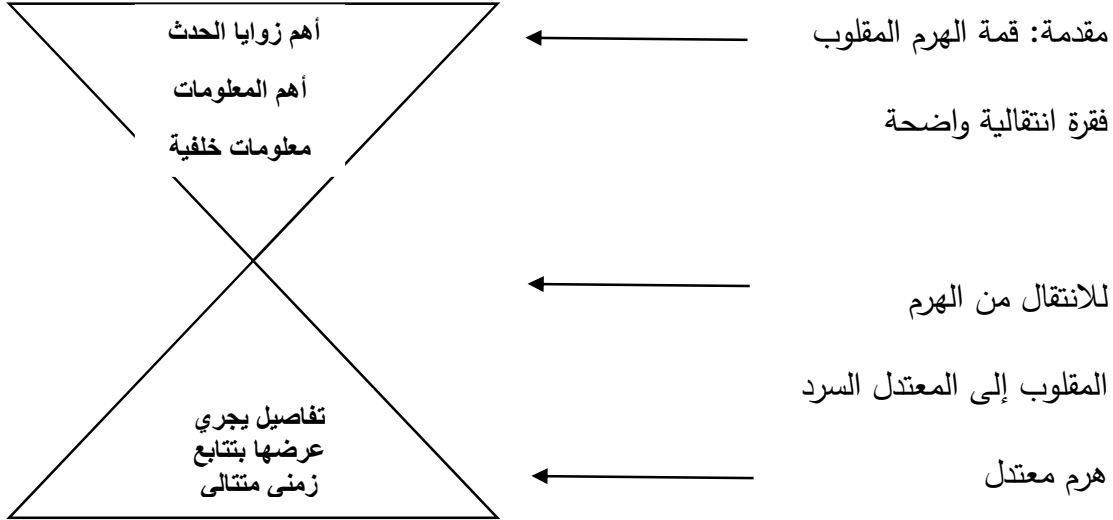 مقدمة: قمة الهرم المقلوب
أهم زوايا الحدث
أهم المعلومات
فقرة انتقالية واضحة
معلومات خلفية
للانتقال من الهرم
المقلوب إلى المعتدل السرد
تفاصيل يجري
عرضها بتتابع
زمنى متتالى
هرم معتدل